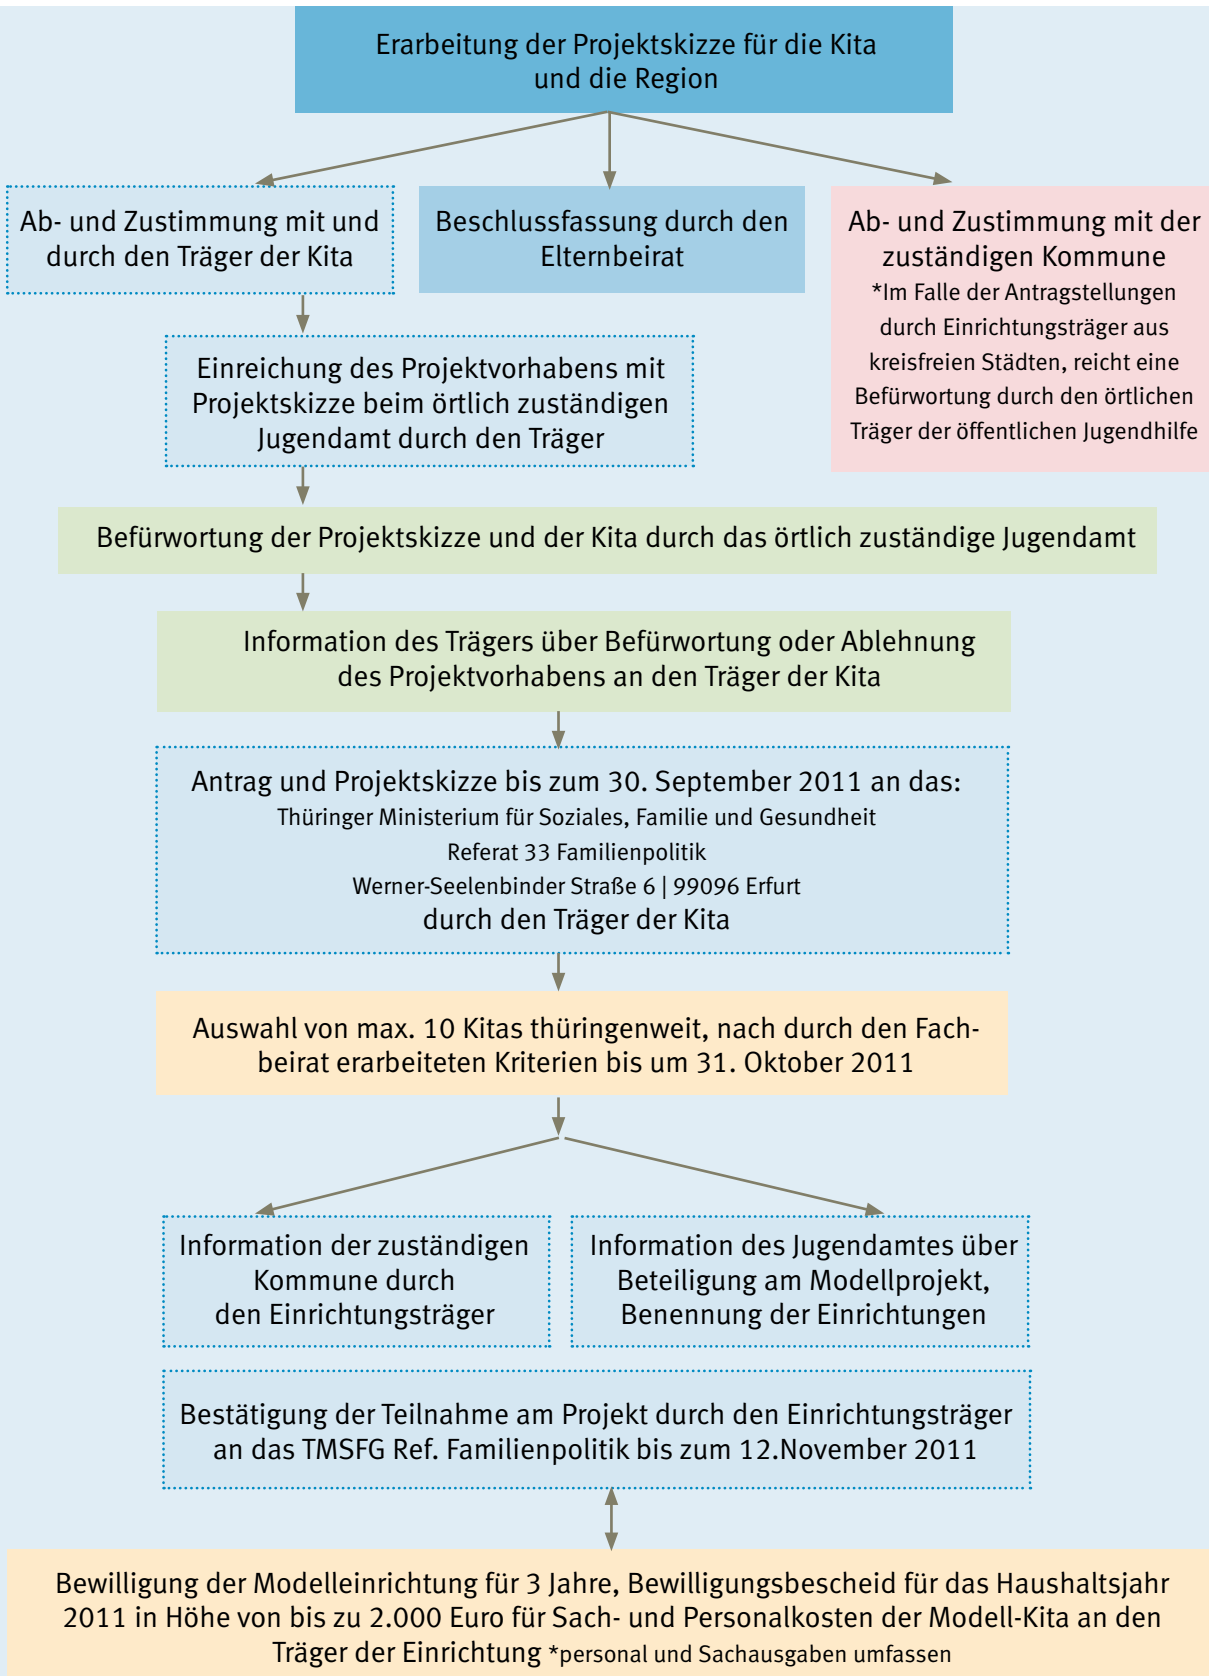 Erarbeitung der Projektskizze für die Kita
und die Region
Ab- und Zustimmung mit und
durch den Träger der Kita
Beschlussfassung durch den
Elternbeirat
Ab- und Zustimmung mit der
zuständigen Kommune
*Im Falle der Antragstellungen
durch Einrichtungsträger aus
kreisfreien Städten, reicht eine
Befürwortung durch den örtlichen
Träger der öffentlichen Jugendhilfe
Einreichung des Projektvorhabens mit
Projektskizze beim örtlich zuständigen
Jugendamt durch den Träger
Befürwortung der Projektskizze und der Kita durch das örtlich zuständige Jugendamt
Information des Trägers über Befürwortung oder Ablehnung
des Projektvorhabens an den Träger der Kita
Antrag und Projektskizze bis zum 30. September 2011 an das:
Thüringer Ministerium für Soziales, Familie und Gesundheit
Referat 33 Familienpolitik
Werner-Seelenbinder Straße 6 | 99096 Erfurt
durch den Träger der Kita
Auswahl von max. 10 Kitas thüringenweit, nach durch den Fach-
beirat erarbeiteten Kriterien bis um 31. Oktober 2011
Information der zuständigen
Kommune durch
den Einrichtungsträger
Information des Jugendamtes über
Beteiligung am Modellprojekt,
Benennung der Einrichtungen
Bestätigung der Teilnahme am Projekt durch den Einrichtungsträger
an das TMSFG Ref. Familienpolitik bis zum 12.November 2011
Bewilligung der Modelleinrichtung für 3 Jahre, Bewilligungsbescheid für das Haushaltsjahr
2011 in Höhe von bis zu 2.000 Euro für Sach- und Personalkosten der Modell-Kita an den
Träger der Einrichtung *personal und Sachausgaben umfassen